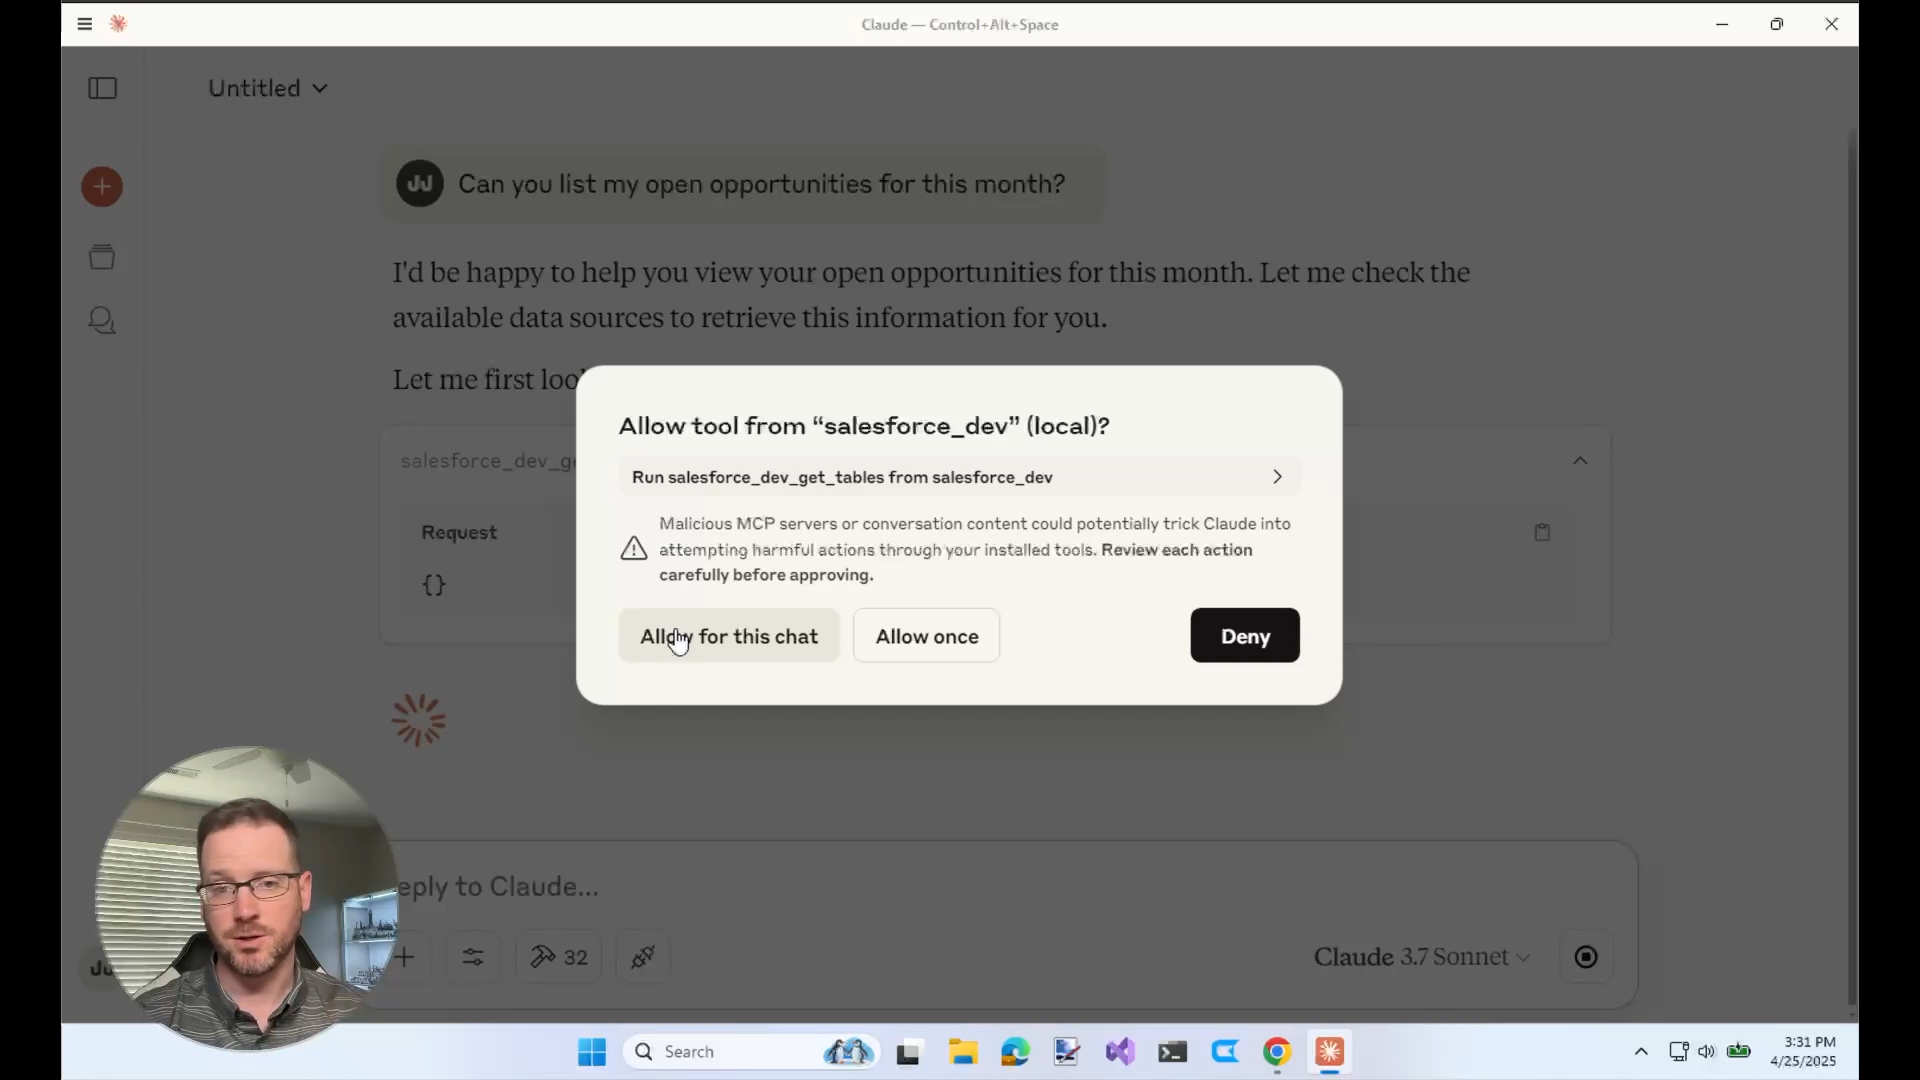 Claude — Control+Alt+Space
Untitled
JJ
Can you list my open opportunities for this month?
I'd be happy to help you view your open opportunities for this month. Let me check the
available data sources to retrieve this information for you.
Let me first loo
Allow tool from “salesforce_dev” (local)?
salesforce_dev_ge
Run salesforce_dev_get_tables from salesforce_dev
Request
Malicious MCP servers or conversation content could potentially trick Claude into
attempting harmful actions through your installed tools. Review each action
carefully before approving.
{}
Allow for this chat
Allow once
Deny
eply to Claude...
32
Claude 3.7 Sonnet
Search
3:31 PM
4/25/2025